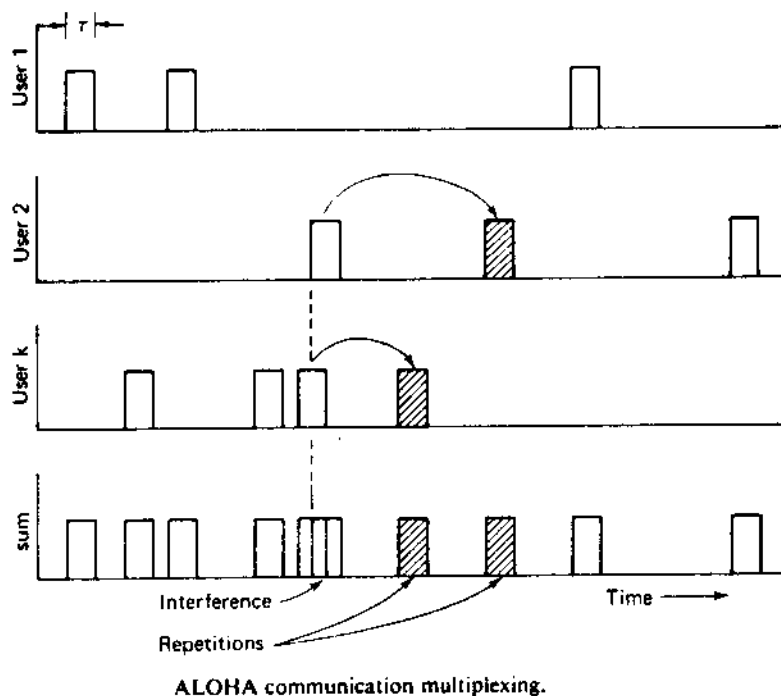 τ
User 1
User 2
User k
sum
Interference
Time
Repetitions
ALOHA communication multiplexing.